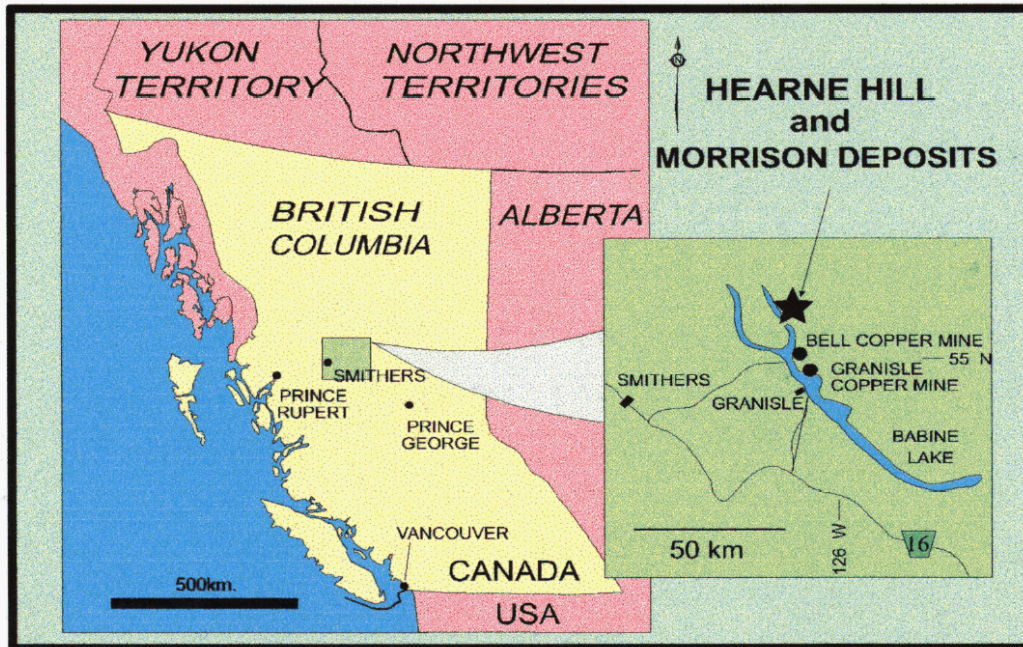 YUKON
TERRITORY
NORTHWEST
TERRITORIES
N
HEARNE HILL
and
MORRISON DEPOSITS
BRITISH
COLUMBIA
ALBERTA
SMITHERS
PRINCE
RUPERT
PRINCE
GEORGE
VANCOUVER
CANADA
USA
500km.
BELL COPPER MINE
55 N
GRANISLE
COPPER MINE
SMITHERS
GRANISLE
BABINE
LAKE
50 km
126 W
16